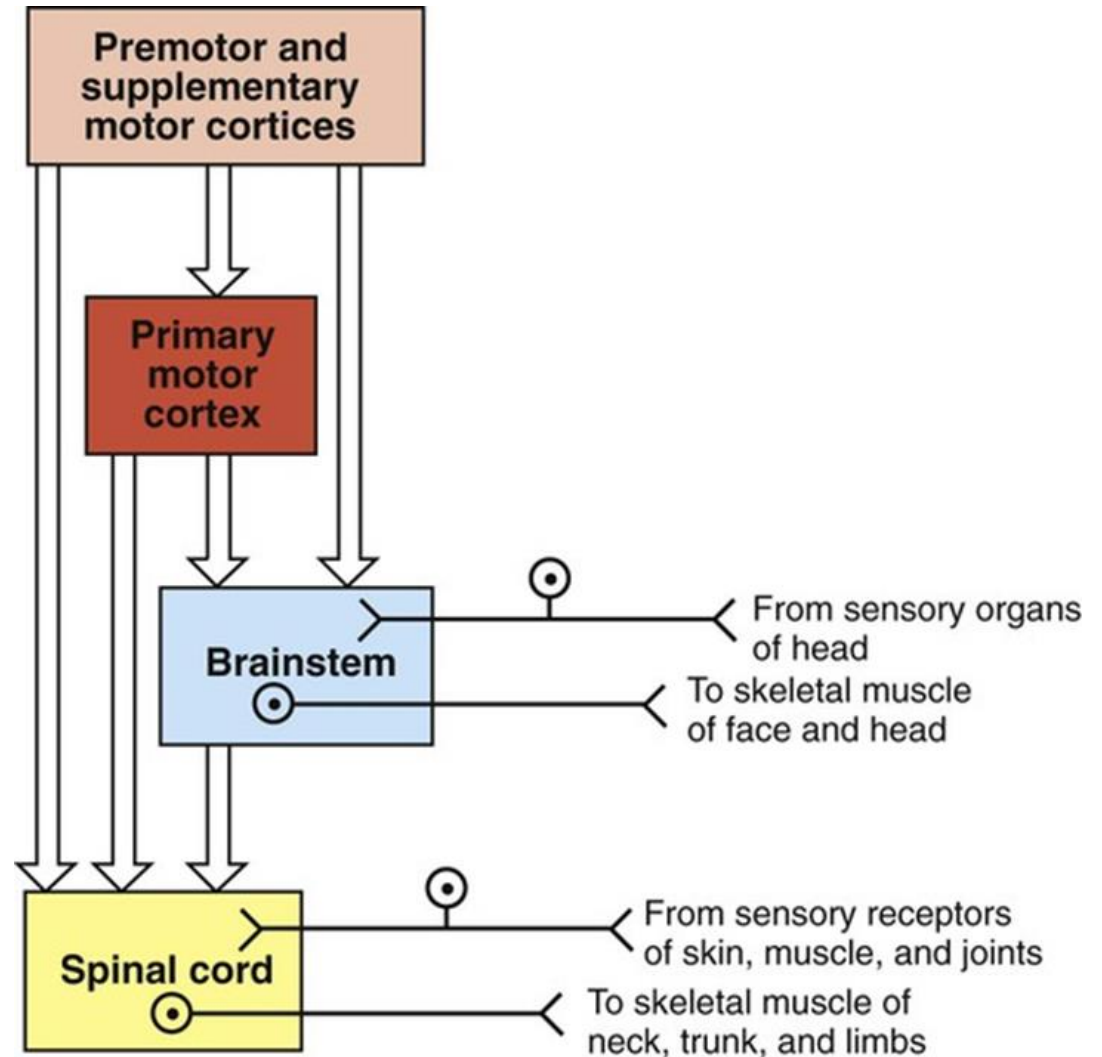 Premotor and
supplementary
motor cortices
Primary
motor
cortex
From sensory organs
of head
Brainstem
To skeletal muscle
of face and head
From sensory receptors
of skin, muscle, and joints
Spinal cord
To skeletal muscle of
neck, trunk, and limbs